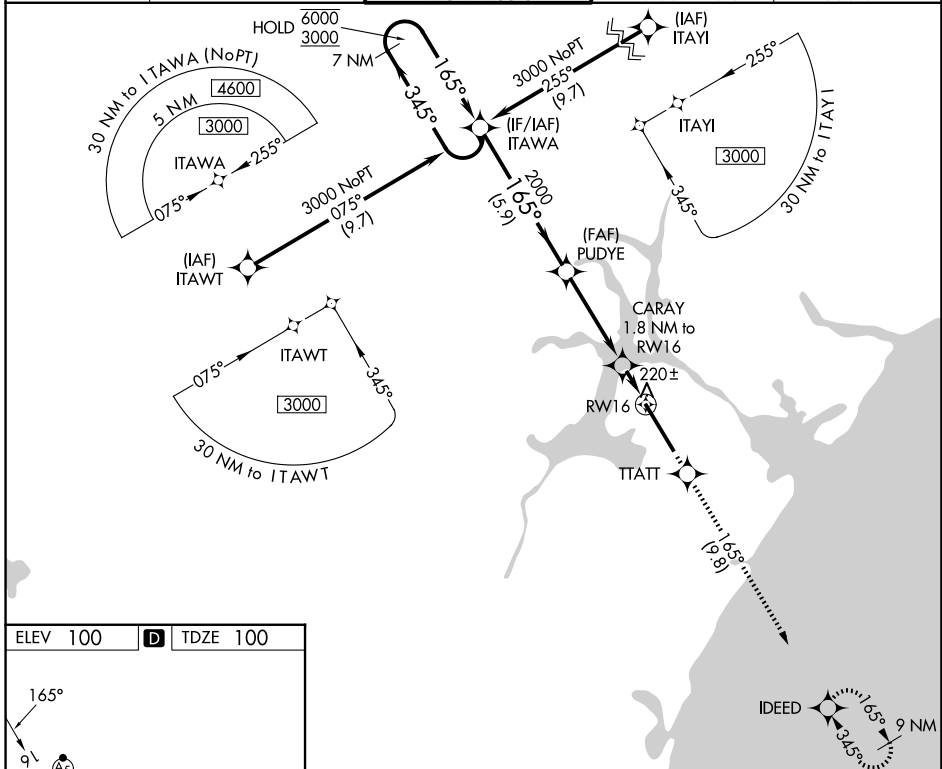 HOLD 6000
3000
7 NM
165°
345°
(IAF)
ITAYI
3000 NoPT
255°
(9.7)
30 NM to ITAWA (NoPT)
4600
5 NM
3000
ITAWA
255°
075°
(IF/IAF)
ITAWA
255°
ITAYI
3000
345°
30 NM to ITAYI
3000 NoPT
075°
(9.7)
2000
165°
(5.9)
(IAF)
ITAWT
(FAF)
PUDYE
CARAY
1.8 NM to
RW16
220±
RW16
075°
ITAWT
345°
3000
30 NM to ITAWT
TTATT
165°
(9.8)
ELEV 100 D TDZE 100
165°
16
A5
IDEED
165°
345°
9 NM